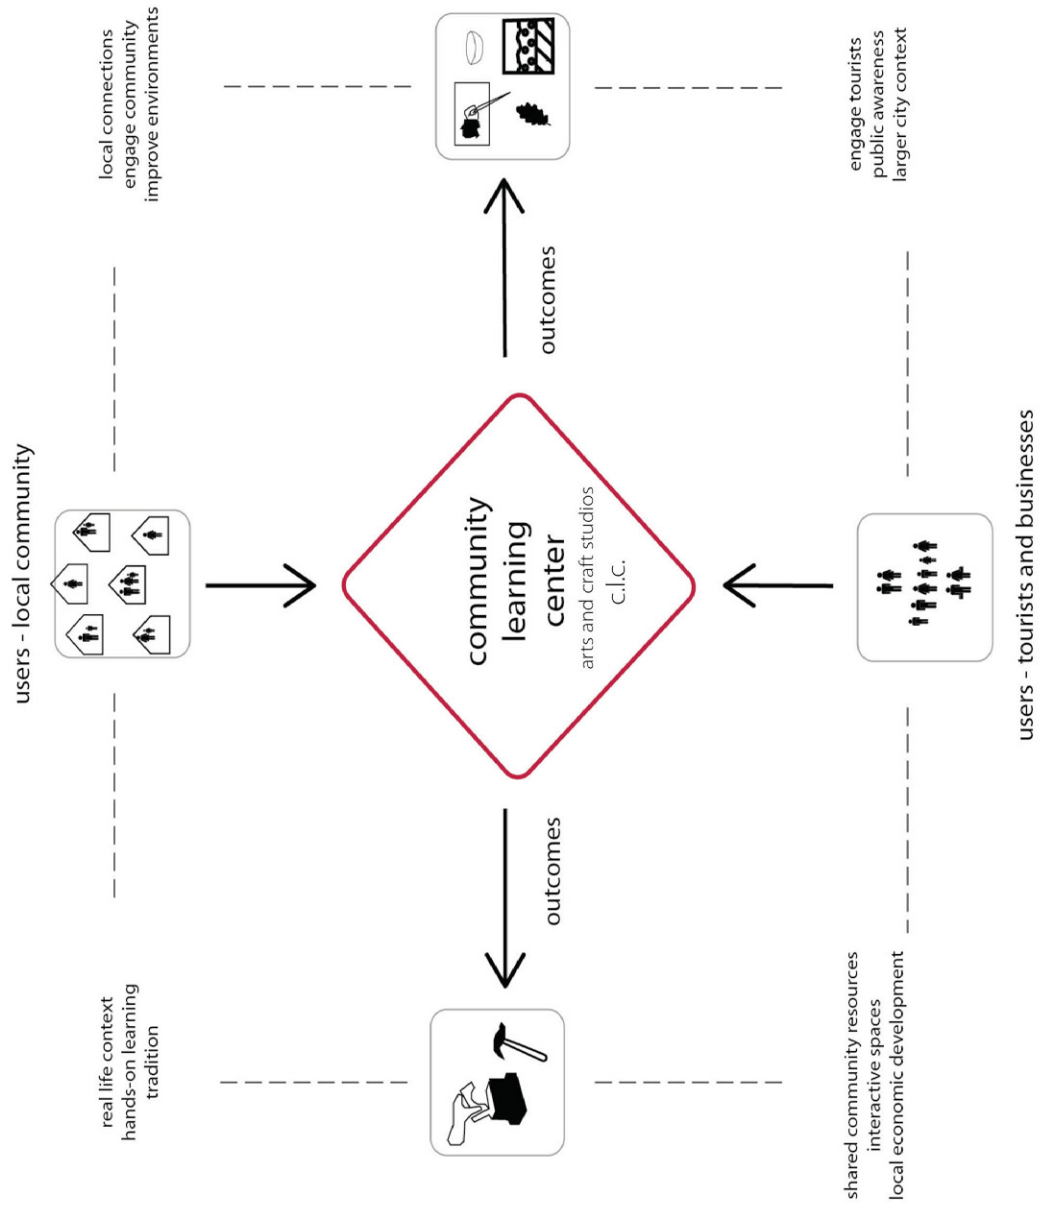 users - local community
real life context
hands-on learning
tradition
local connections
engage community
improve environments
community
learning
center
arts and craft studios
c.l.c.
outcomes
outcomes
shared community resources
interactive spaces
local economic development
engage tourists
public awareness
larger city context
users - tourists and businesses